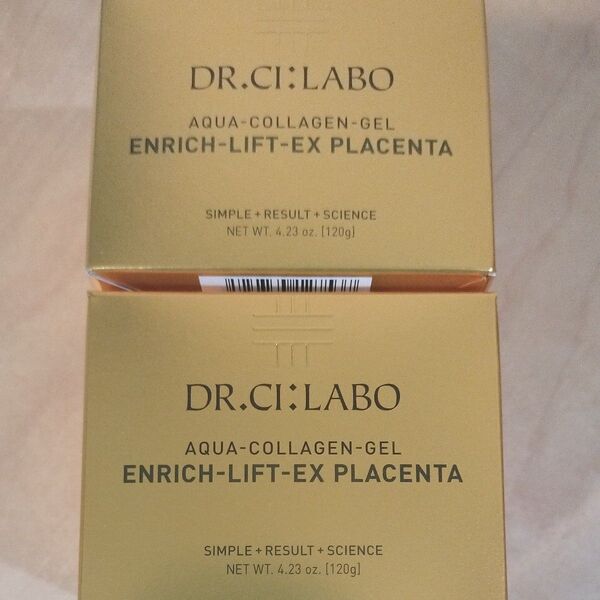 DR.CI:LABO
AQUA-COLLAGEN-GEL
ENRICH-LIFT-EX PLACENTA
SIMPLE + RESULT + SCIENCE
NET WT. 4.23 oz. [120g]
DR.CI:LABO
AQUA-COLLAGEN-GEL
ENRICH-LIFT-EX PLACENTA
SIMPLE + RESULT + SCIENCE
NET WT. 4.23 oz. [120g]